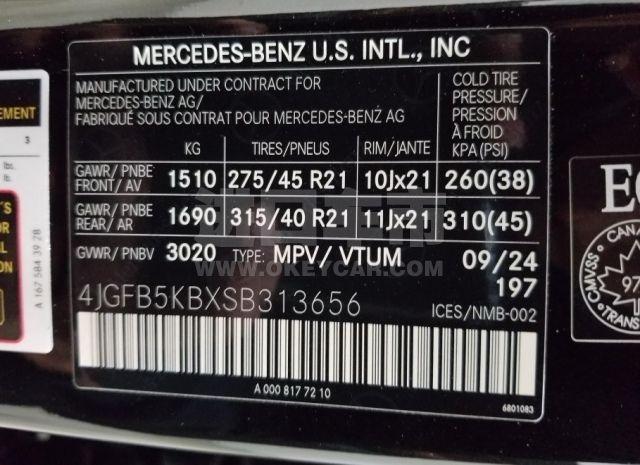 MERCEDES-BENZ U.S. INTL., INC
MANUFACTURED UNDER CONTRACT FOR
MERCEDES-BENZ AG/
FABRIQUÉ SOUS CONTRAT POUR MERCEDES-BENZ AG
COLD TIRE
PRESSURE/
PRESSION
À FROID
KPA(PSI)
KG TIRES/PNEUS RIM/JANTE
GAWR/PNBE
FRONT/AV 1510 275/45 R21 10Jx21 260(38)
GAWR/PNBE
REAR/AR 1690 315/40 R21 11Jx21 310(45)
GVWR/PNBV 3020 TYPE: MPV/VTUM 09/24
197
4JGFB5KBXSB313656 ICES/NMB-002
A 000 817 72 10 6801083
WWW.OKEYCAR.COM
EMENT
3
lbs.
A 167 584 39 28
CMVSS
97